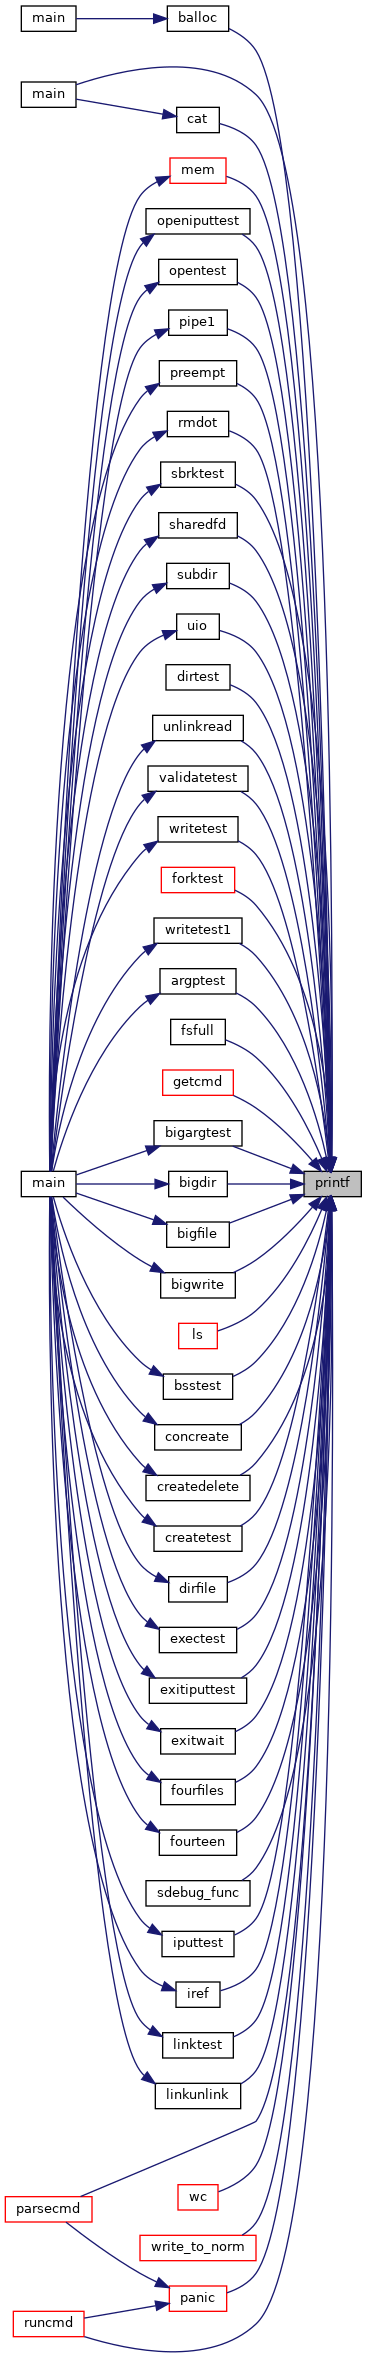 main
balloc
main
cat
mem
openiputtest
opentest
pipe1
preempt
rmdot
sbrktest
sharedfd
subdir
uio
dirtest
unlinkread
validatetest
writetest
forktest
writetest1
argptest
fsfull
getcmd
bigargtest
main
bigdir
printf
bigfile
bigwrite
ls
bsstest
concreate
createdelete
createtest
dirfile
exectest
exitiputtest
exitwait
fourfiles
fourteen
sdebug_func
iputtest
iref
linktest
linkunlink
parsecmd
wc
write_to_norm
panic
runcmd